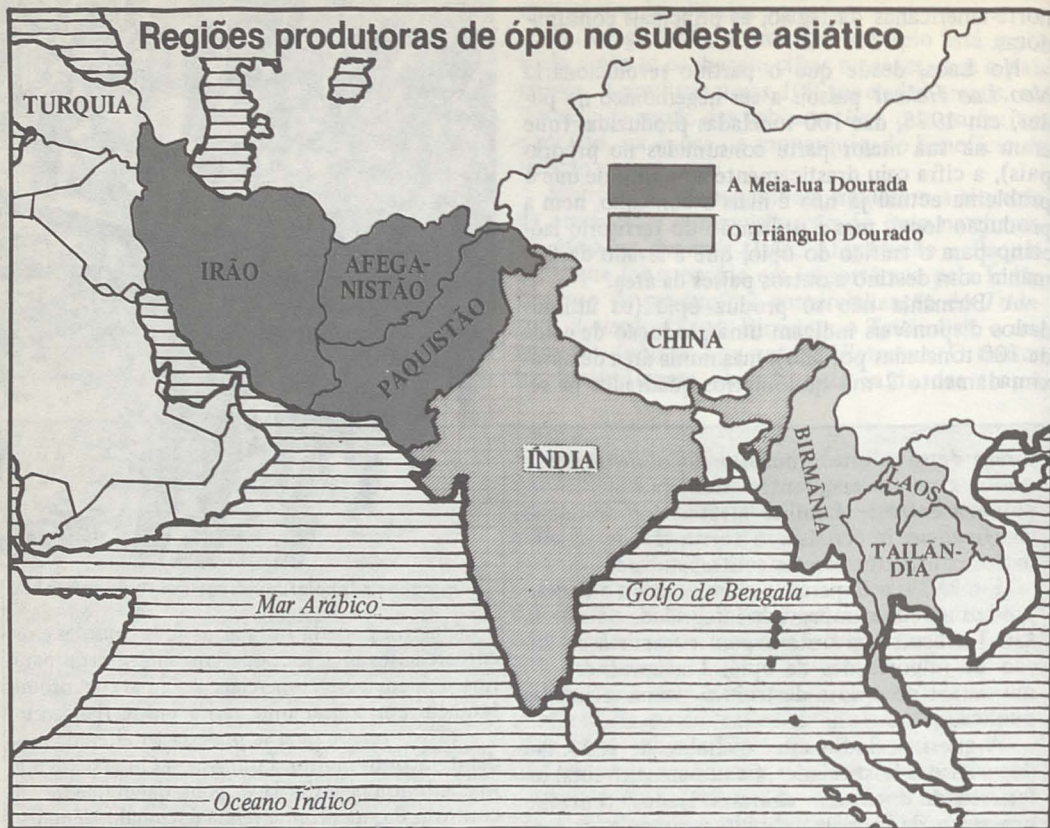 Regiões produtoras de ópio no sudeste asiático
TURQUIA
A Meia-lua Dourada
O Triângulo Dourado
IRÃO
AFEGA-
NISTÃO
PAQUISTÃO
CHINA
ÍNDIA
BIRMÂNIA
LAOS
TAILÂN-
DIA
Mar Arábico
Golfo de Bengala
Oceano Índico